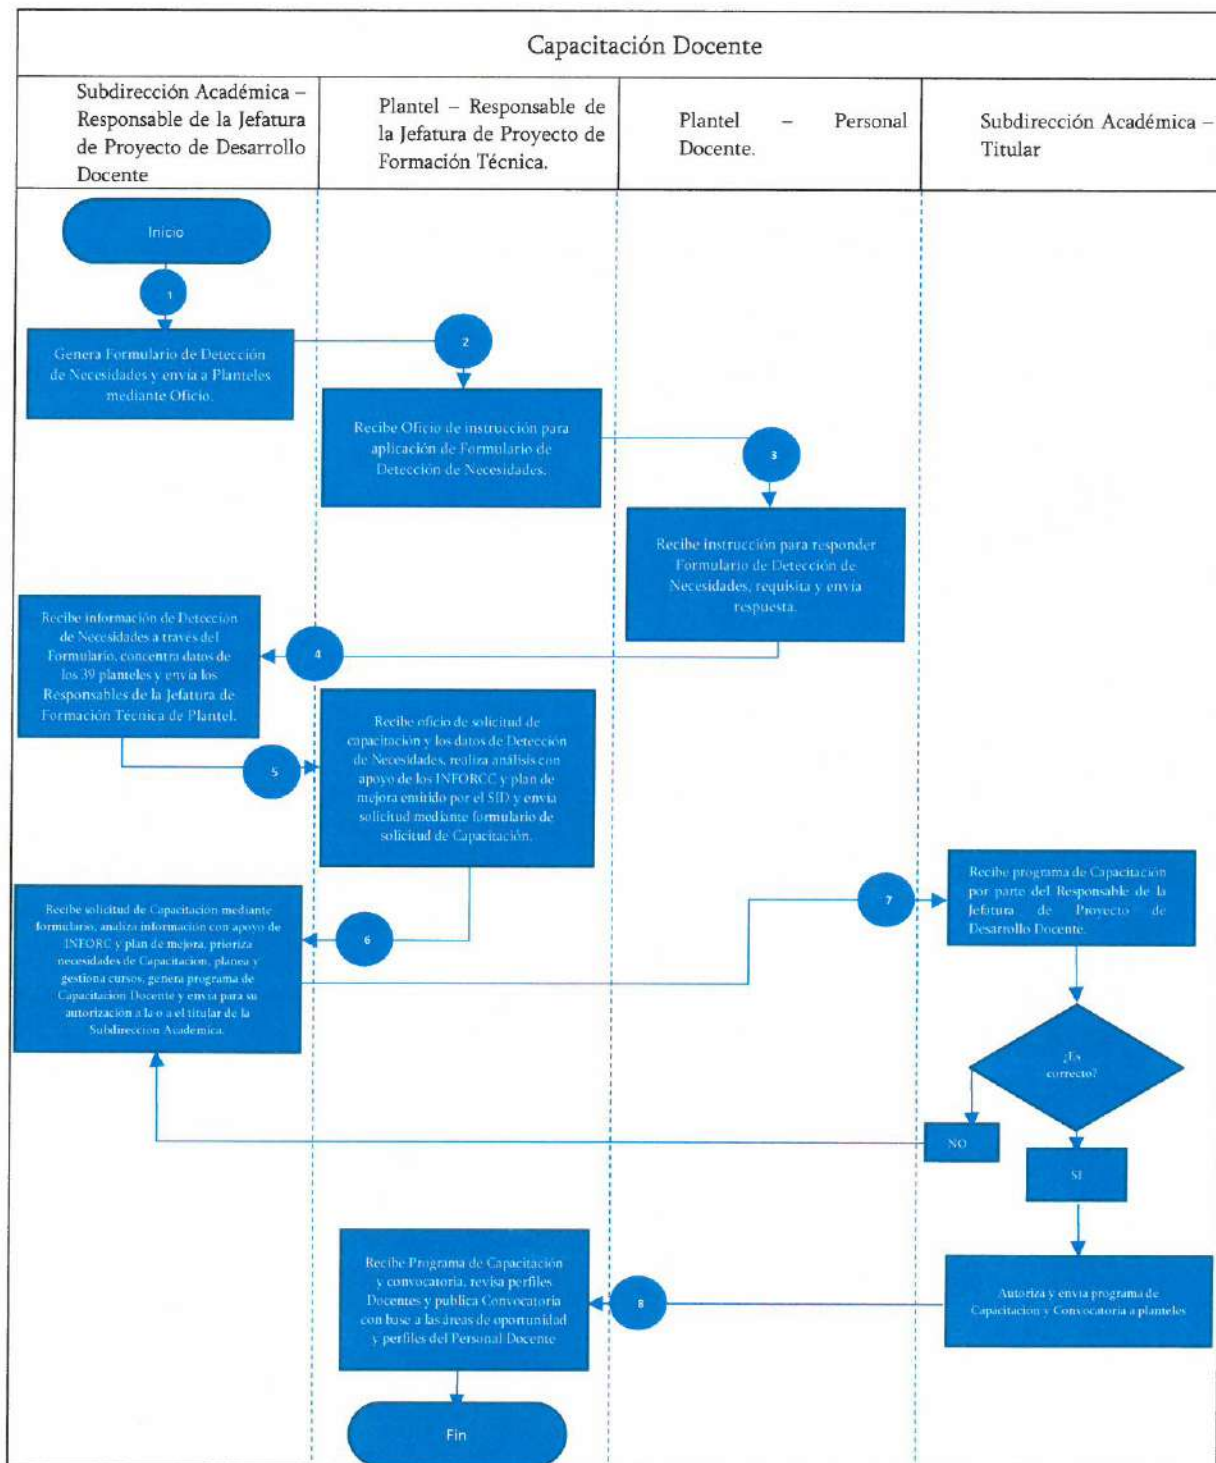 Capacitación Docente
Subdirección Académica –
Responsable de la Jefatura
de Proyecto de Desarrollo
Docente
Plantel – Responsable de
la Jefatura de Proyecto de
Formación Técnica.
Plantel – Personal
Docente.
Subdirección Académica –
Titular
Inicio
1
Genera Formulario de Detección
de Necesidades y envía a Planteles
mediante Oficio.
2
Recibe Oficio de instrucción para
aplicación de Formulario de
Detección de Necesidades.
3
Recibe instrucción para responder
Formulario de Detección de
Necesidades, requisita y envía
respuesta.
4
Recibe información de Detección
de Necesidades a través del
Formulario, concentra datos de
los 39 planteles y envía los
Responsables de la Jefatura de
Formación Técnica de Plantel.
5
Recibe oficio de solicitud de
capacitación y los datos de Detección
de Necesidades, realiza análisis con
apoyo de los INFORCC y plan de
mejora emitido por el SID y envía
solicitud mediante formulario de
solicitud de Capacitación.
6
Recibe solicitud de Capacitación mediante
formulario, analiza información con apoyo de
INFORC y plan de mejora, prioriza
necesidades de Capacitacion, planea y
gestiona cursos, genera programa de
Capacitación Docente y envía para su
autorización a la o a el titular de la
Subdireccion Academica.
7
Recibe programa de Capacitación
por parte del Responsable de la
Jefatura de Proyecto de
Desarrollo Docente.
¿Es
correcto?
NO
SI
Autoriza y envía programa de
Capacitacion y Convocatoria a planteles
8
Recibe Programa de Capacitación
y convocatoria, revisa perfiles
Docentes y publica Convocatoria
con base a las áreas de oportunidad
y perfiles del Personal Docente
Fin